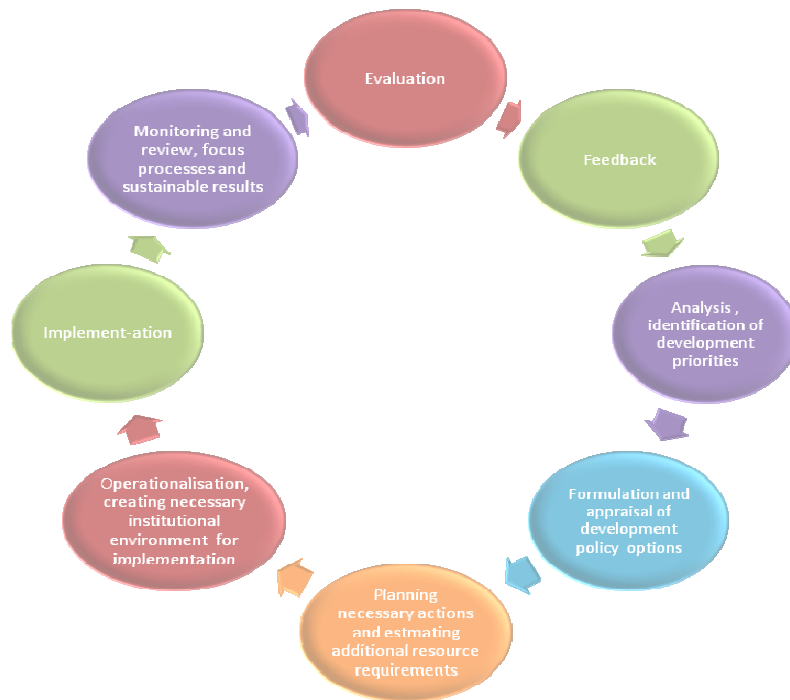 Evaluation
Feedback
Analysis ,
identification of
development
priorities
Formulation and
appraisal of
development
policy options
Planning
necessary actions
and estmating
additional resource
requirements
Operationalisation,
creating necessary
institutional
environment for
implementation
Implement-ation
Monitoring and
review, focus
processes and
sustainable results